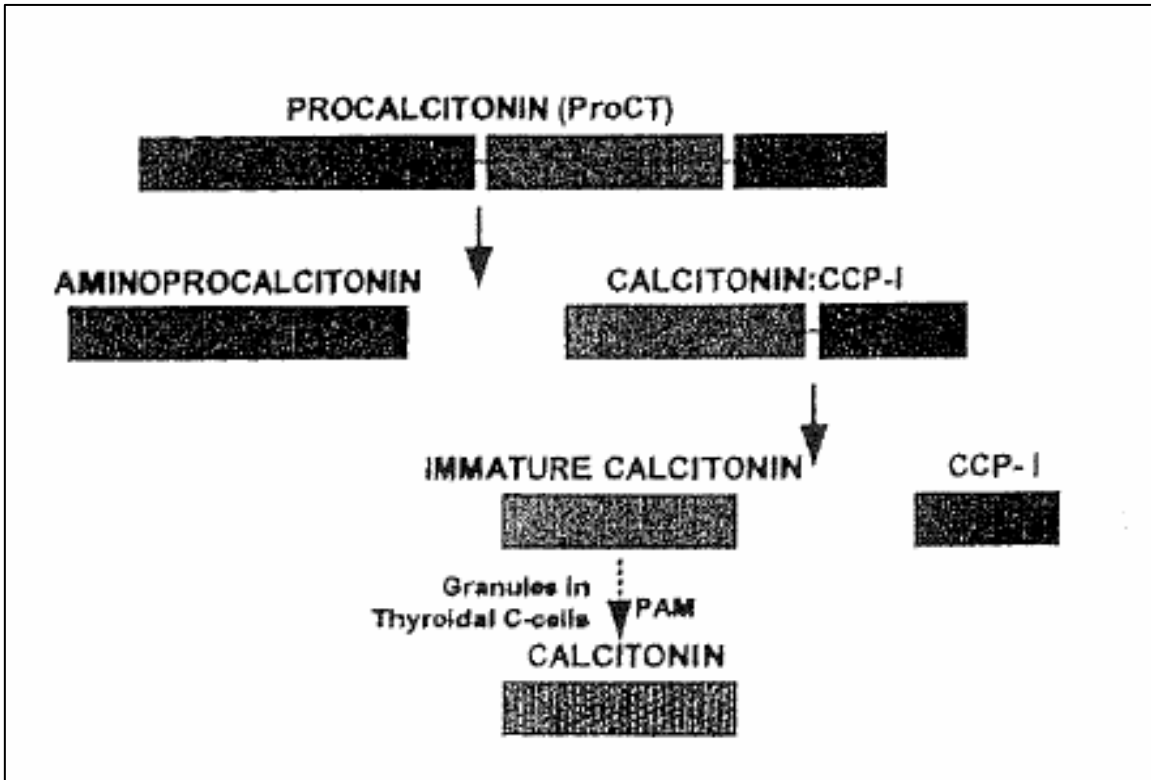 PROCALCITONIN (ProCT)
AMINOPROCALCITONIN
CALCITONIN:CCP-I
IMMATURE CALCITONIN
CCP- I
Granules in
Thyroidal C-cells
PAM
CALCITONIN